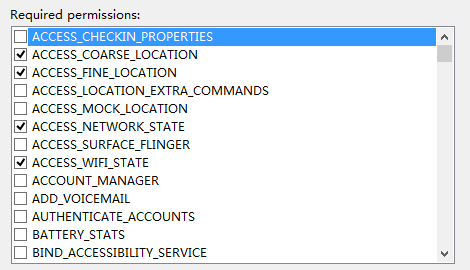 Required permissions:
ACCESS_CHECKIN_PROPERTIES
ACCESS_COARSE_LOCATION
ACCESS_FINE_LOCATION
ACCESS_LOCATION_EXTRA_COMMANDS
ACCESS_MOCK_LOCATION
ACCESS_NETWORK_STATE
ACCESS_SURFACE_FLINGER
ACCESS_WIFI_STATE
ACCOUNT_MANAGER
ADD_VOICEMAIL
AUTHENTICATE_ACCOUNTS
BATTERY_STATS
BIND_ACCESSIBILITY_SERVICE